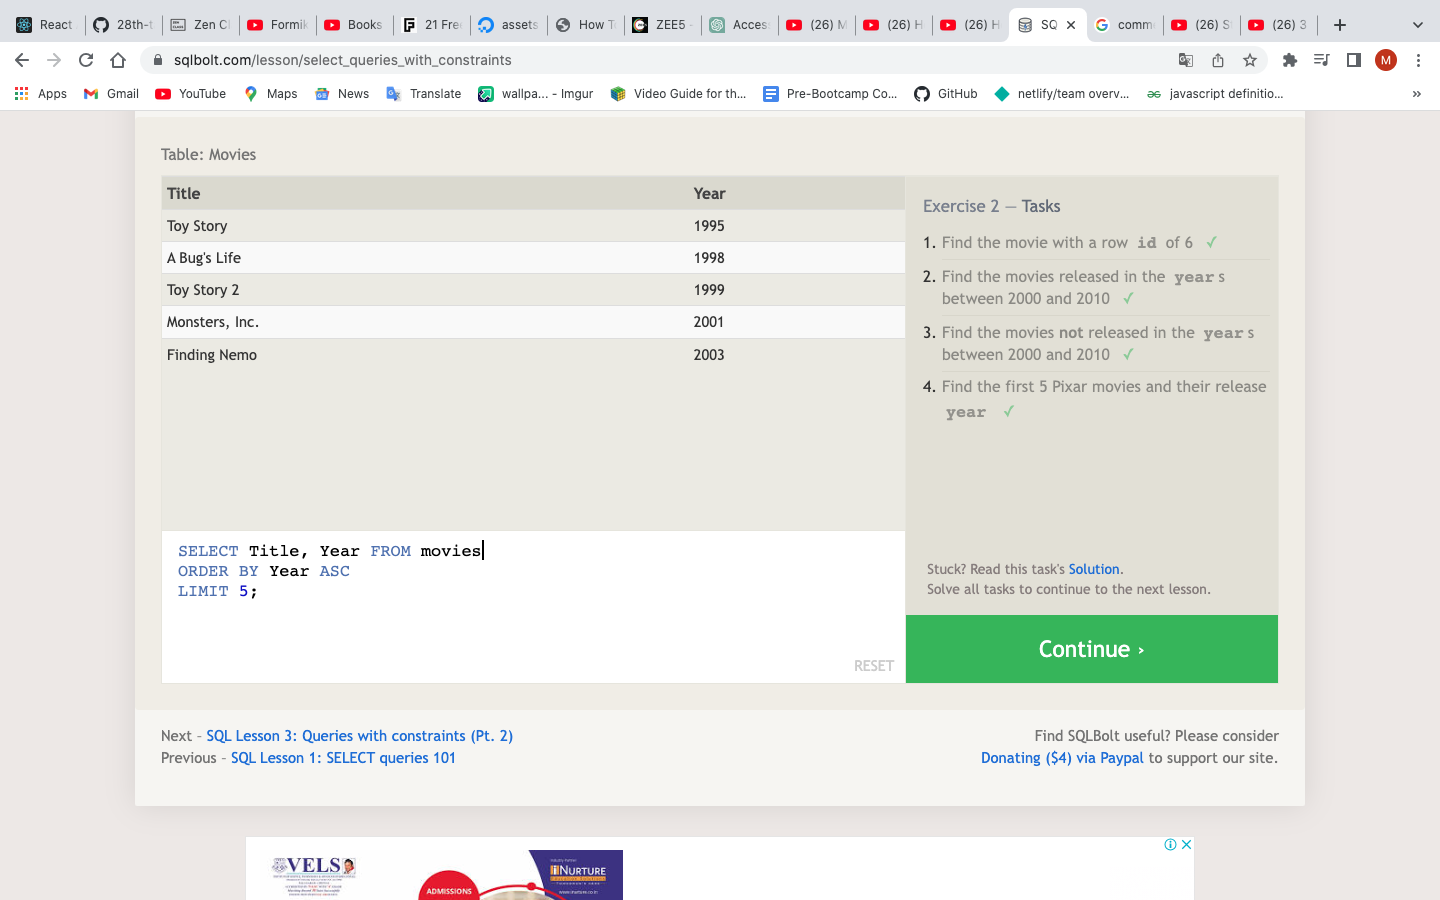 React
28th-t
Zen Cl
Formik
Books
21 Free
assets
How T
ZEE5 -
Access
(26) M
(26) H
(26) H
SQ
comm
(26) S
(26) 3
sqlbolt.com/lesson/select_queries_with_constraints
M
Apps
Gmail
YouTube
Maps
News
Translate
wallpa... - Imgur
Video Guide for th...
Pre-Bootcamp Co...
GitHub
netlify/team overv...
javascript definitio...
»
Table: Movies
Title Year
Toy Story 1995
A Bug's Life 1998
Toy Story 2 1999
Monsters, Inc. 2001
Finding Nemo 2003
SELECT Title, Year FROM movies
ORDER BY Year ASC
LIMIT 5;
RESET
Exercise 2 — Tasks
1. Find the movie with a row id of 6 ✓
2. Find the movies released in the years
between 2000 and 2010 ✓
3. Find the movies not released in the years
between 2000 and 2010 ✓
4. Find the first 5 Pixar movies and their release
year ✓
Stuck? Read this task's Solution.
Solve all tasks to continue to the next lesson.
Continue ›
Next – SQL Lesson 3: Queries with constraints (Pt. 2)
Previous – SQL Lesson 1: SELECT queries 101
Find SQLBolt useful? Please consider
Donating ($4) via Paypal to support our site.
VELS
ADMISSIONS
iNURTURE
www.inurture.co.in